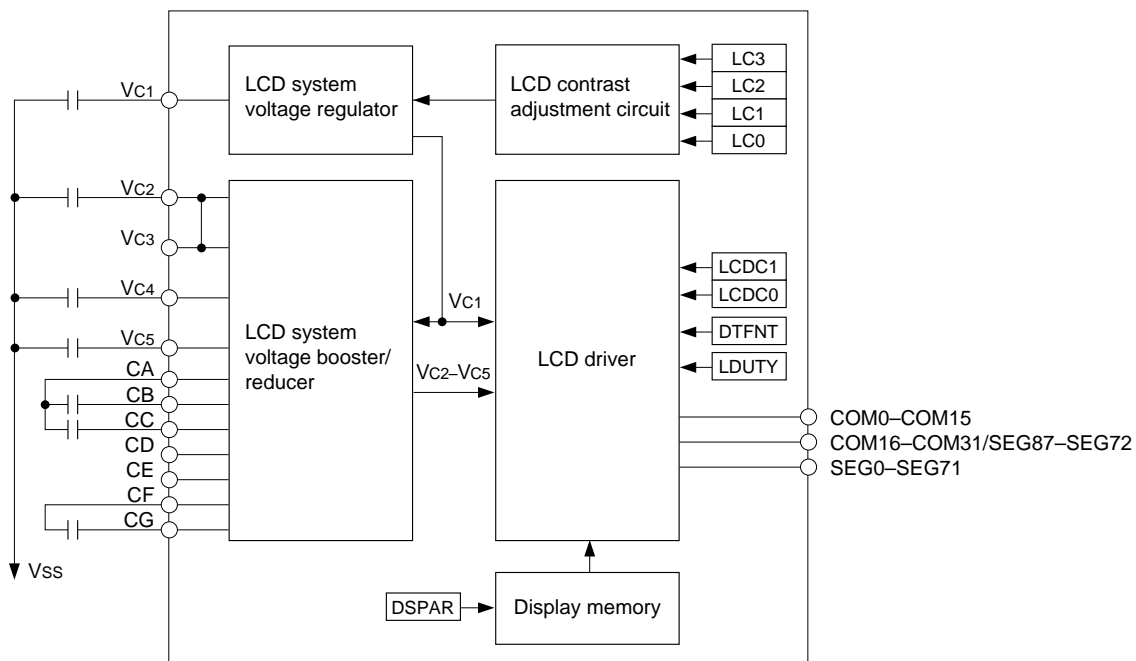 LCD system
voltage regulator
LCD contrast
adjustment circuit
LC3
LC2
LC1
LC0
VC1
VC2
VC3
VC4
VC5
CA
CB
CC
CD
CE
CF
CG
VSS
LCD system
voltage booster/
reducer
VC1
VC2–VC5
LCD driver
LCDC1
LCDC0
DTFNT
LDUTY
COM0–COM15
COM16–COM31/SEG87–SEG72
SEG0–SEG71
DSPAR
Display memory